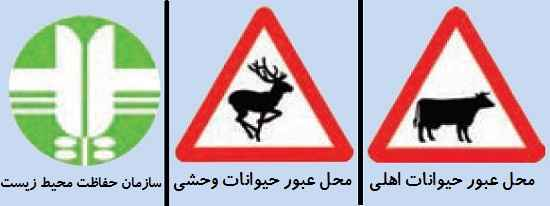 محل عبور حیوانات اهلی
محل عبور حیوانات وحشی
سازمان حفاظت محیط زیست